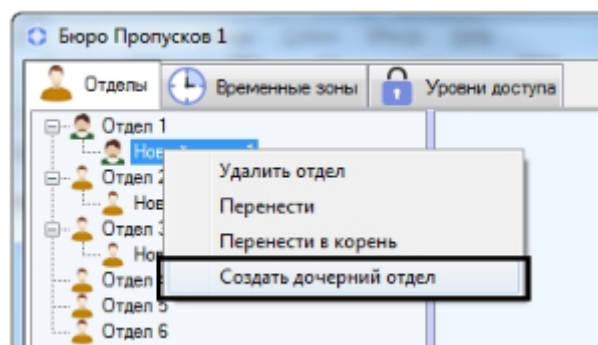 Бюро Пропусков 1
Отделы Временные зоны Уровни доступа
Отдел 1
Отдел 2
Удалить отдел
Отдел 3
Перенести
Перенести в корень
Отдел
Создать дочерний отдел
Отдел 5
Отдел 6